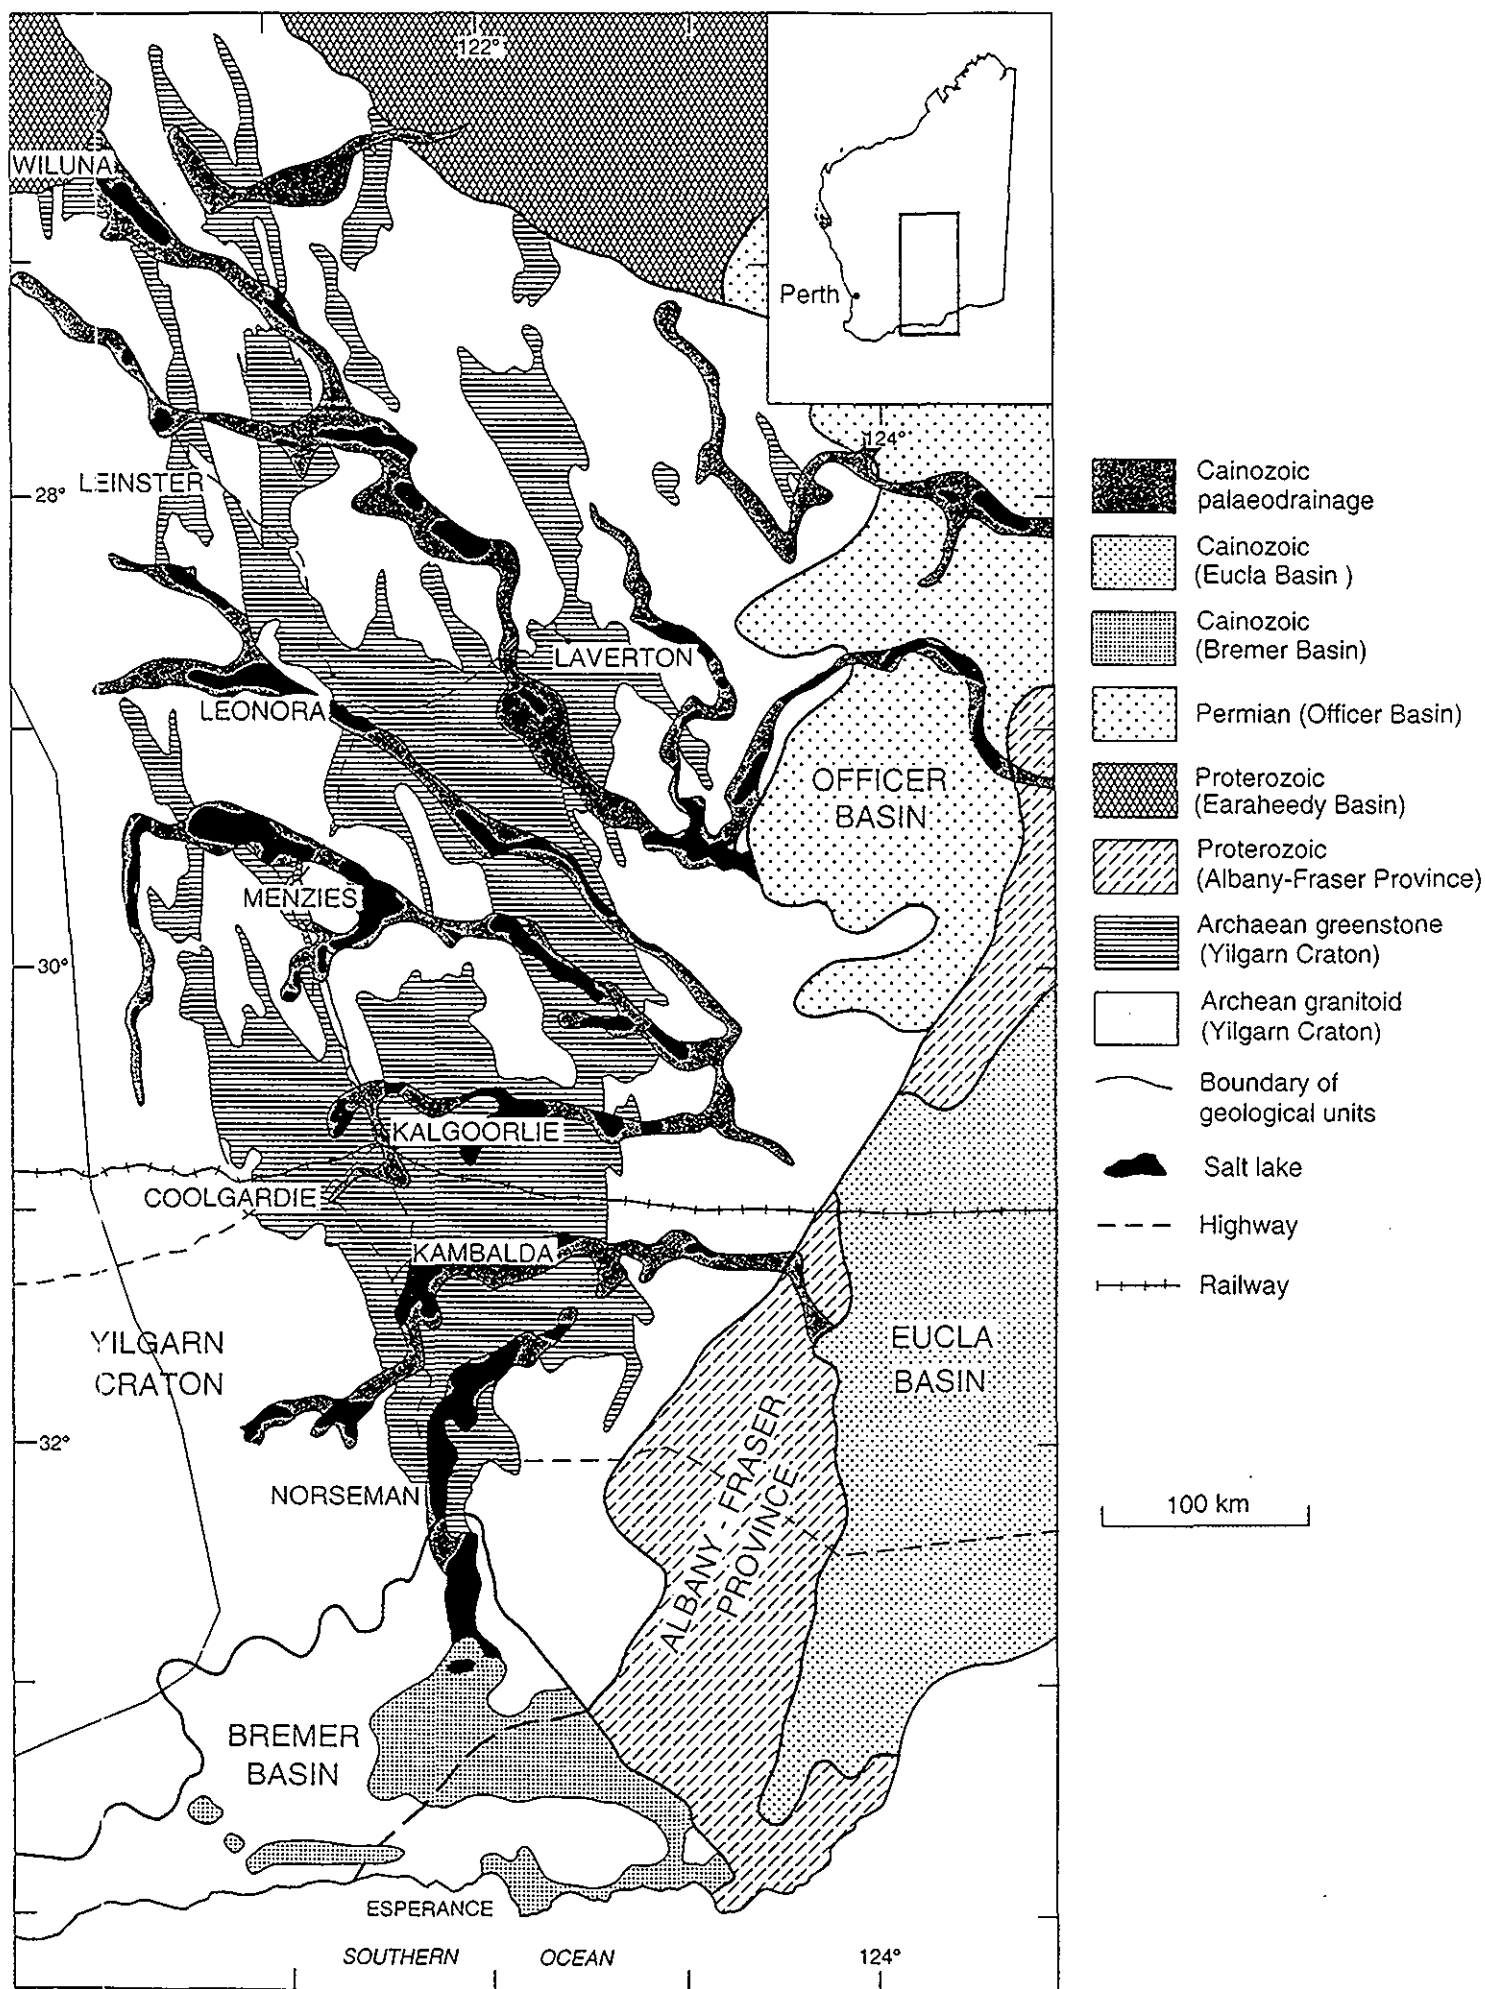 122°
WILUNA
Perth
124°
LEINSTER
28°
LAVERTON
LEONORA
OFFICER
BASIN
MENZIES
30°
KALGOORLIE
COOLGARDIE
KAMBALDA
YILGARN
CRATON
EUCLA
BASIN
32°
ALBANY - FRASER
PROVINCE
NORSEMAN
BREMER
BASIN
ESPERANCE
SOUTHERN OCEAN
124°
Cainozoic
palaeodrainage
Cainozoic
(Eucla Basin )
Cainozoic
(Bremer Basin)
Permian (Officer Basin)
Proterozoic
(Earaheedy Basin)
Proterozoic
(Albany-Fraser Province)
Archaean greenstone
(Yilgarn Craton)
Archean granitoid
(Yilgarn Craton)
Boundary of
geological units
Salt lake
Highway
Railway
100 km